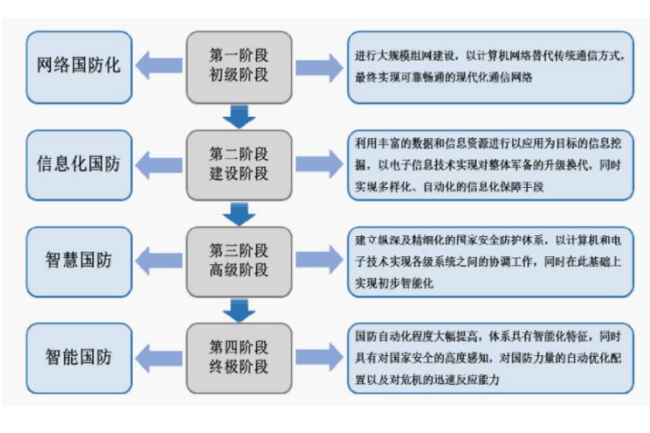 网络国防化
第一阶段
初级阶段
进行大规模组网建设，以计算机网络替代传统通信方式，
最终实现可靠畅通的现代化通信网络
信息化国防
第二阶段
建设阶段
利用丰富的数据和信息资源进行以应用为目标的信息挖
掘，以电子信息技术实现对整体军备的升级换代，同时
实现多样化、自动化的信息化保障手段
智慧国防
第三阶段
高级阶段
建立纵深及精细化的国家安全防护体系，以计算机和电
子技术实现各级系统之间的协调工作，同时在此基础上
实现初步智能化
智能国防
第四阶段
终极阶段
国防自动化程度大幅提高，体系具有智能化特征，同时
具有对国家安全的高度感知，对国防力量的自动优化配
置以及对危机的迅速反应能力